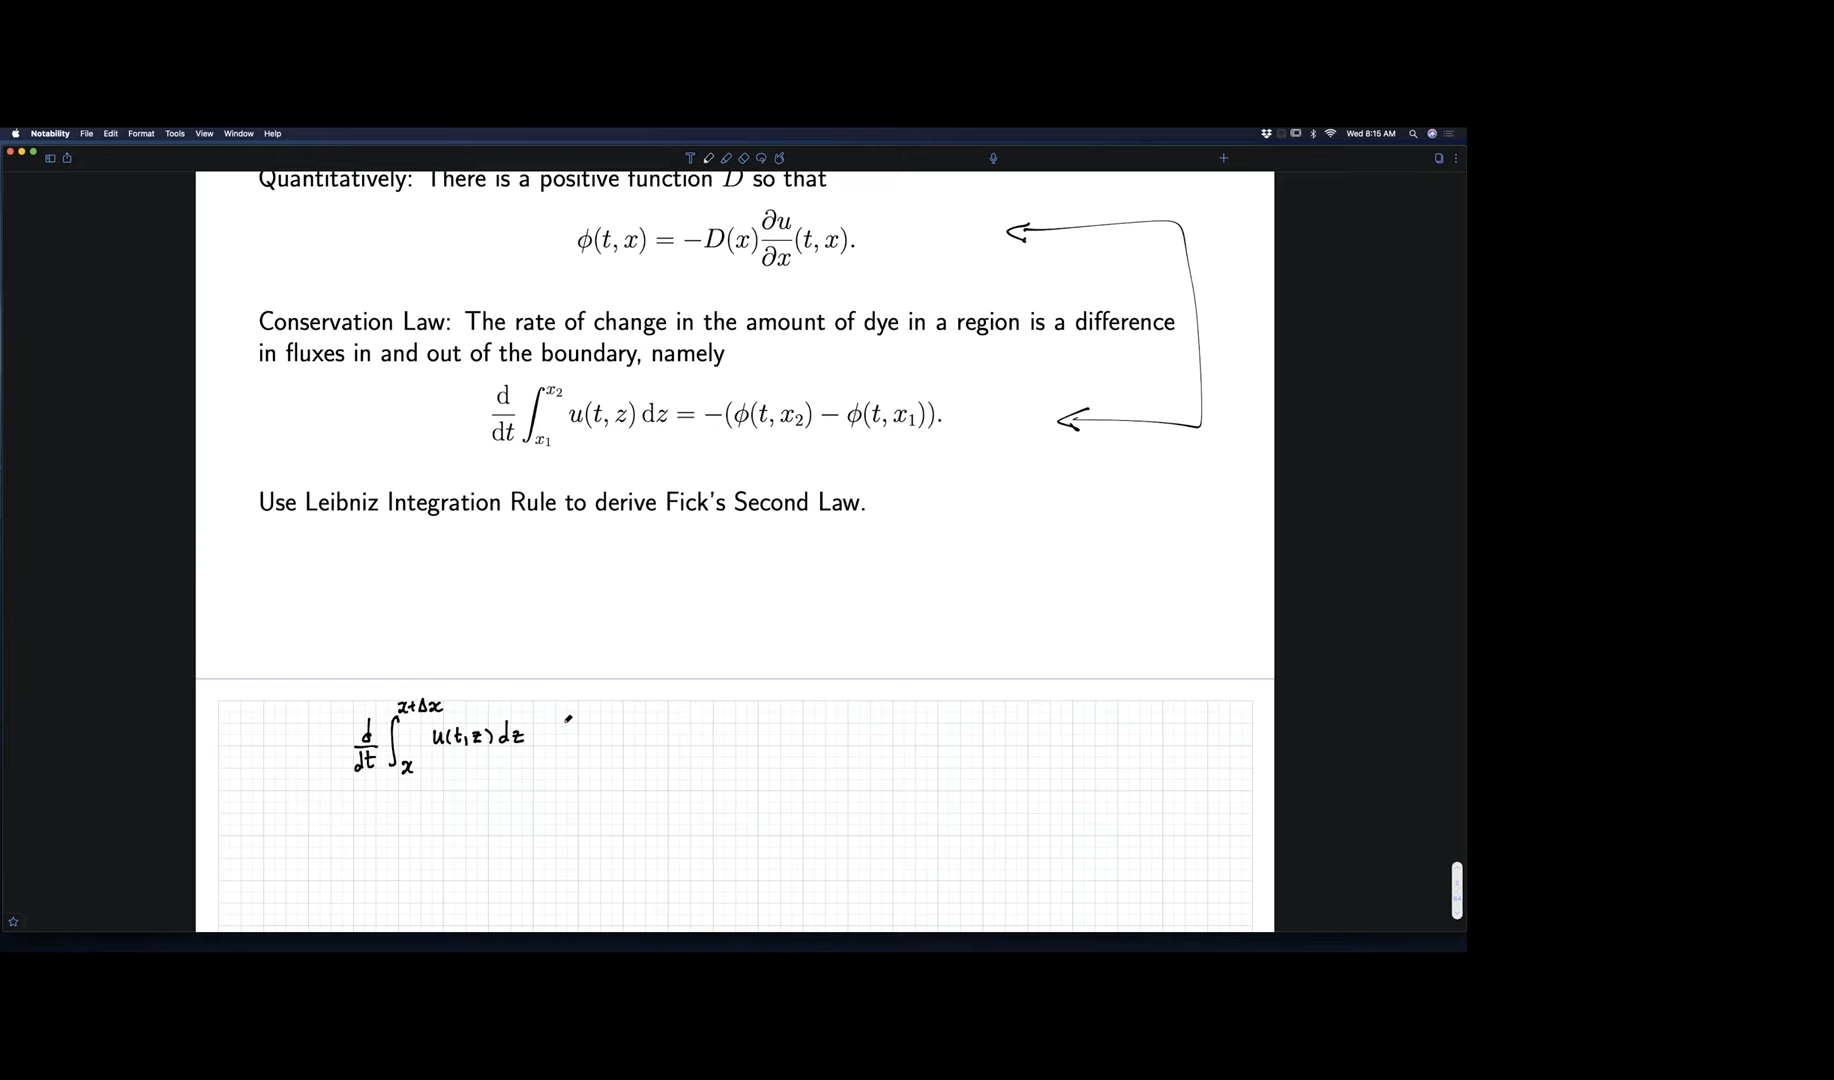 Notability File Edit Format Tools View Window Help Wed 8:15 AM
Quantitatively: There is a positive function D so that
ϕ(t, x) = −D(x) ∂u/∂x (t, x).
Conservation Law: The rate of change in the amount of dye in a region is a difference
in fluxes in and out of the boundary, namely
d/dt ∫_{x₁}^{x₂} u(t, z) dz = −(ϕ(t, x₂) − ϕ(t, x₁)).
Use Leibniz Integration Rule to derive Fick's Second Law.
d/dt ∫_{x}^{x+Δx} u(t,z) dz